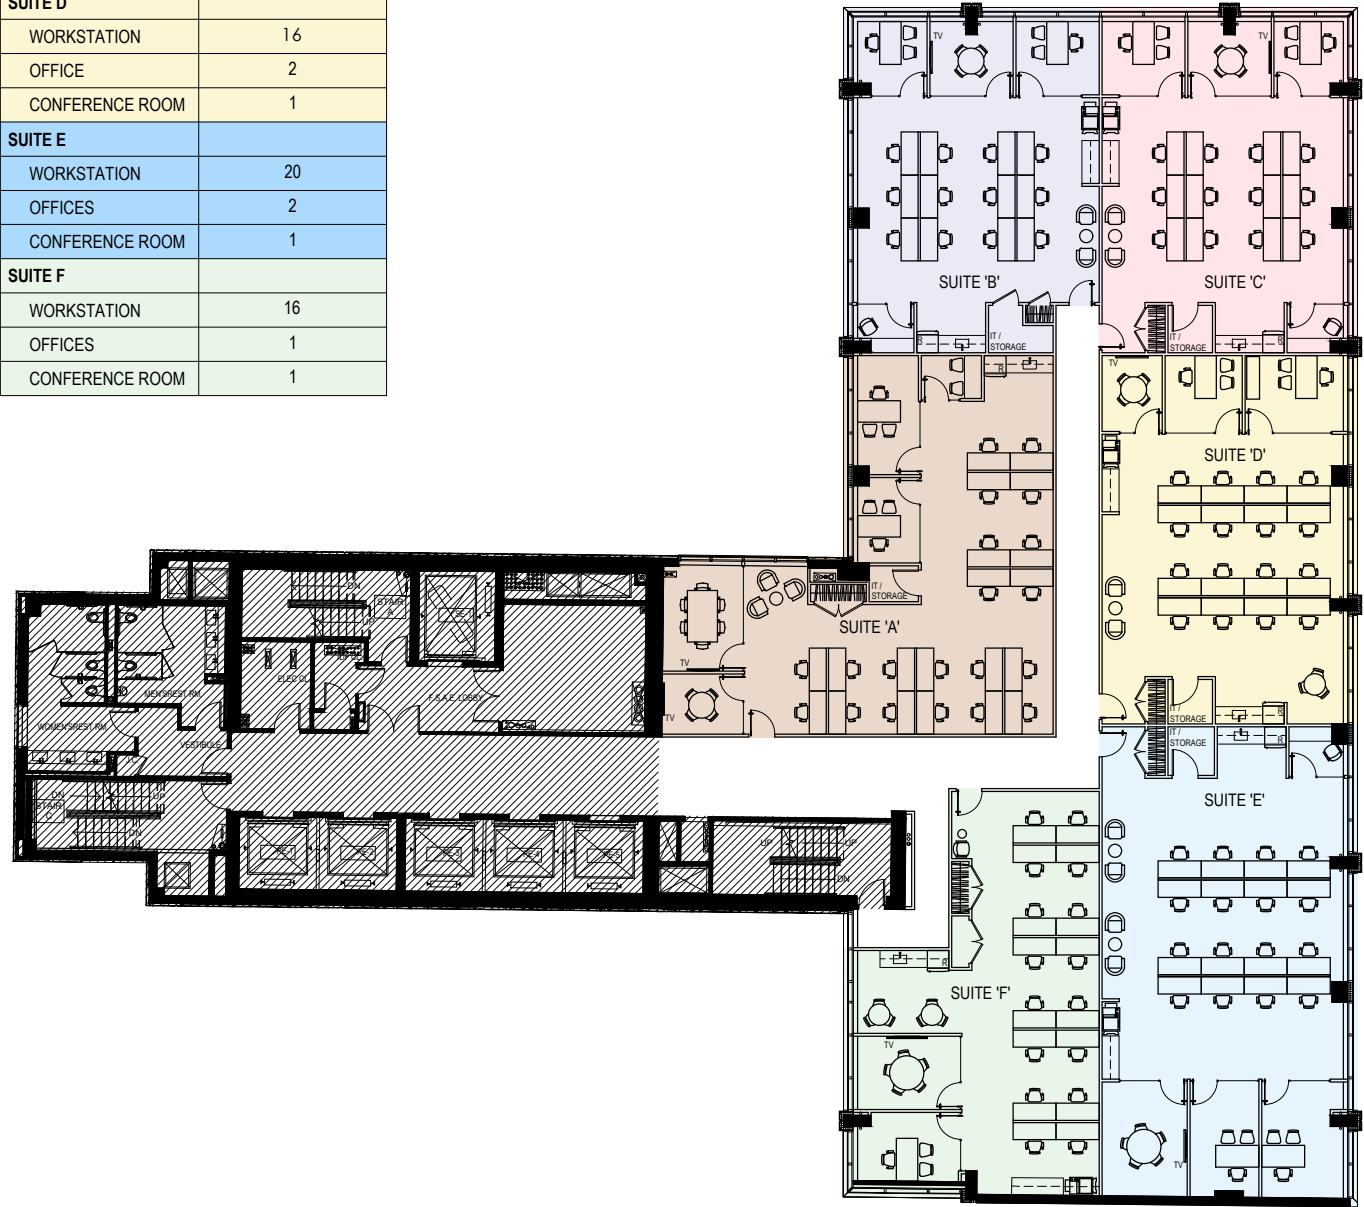 SUITE D
WORKSTATION 16
OFFICE 2
CONFERENCE ROOM 1
SUITE E
WORKSTATION 20
OFFICES 2
CONFERENCE ROOM 1
SUITE F
WORKSTATION 16
OFFICES 1
CONFERENCE ROOM 1
TV
TV
SUITE 'B'
SUITE 'C'
R
IT /
STORAGE
IT /
STORAGE
R
R
TV
SUITE 'D'
IT /
STORAGE
SUITE 'A'
TV
TV
DN
STAIR
A
UP
ELEC CL
F.S.A.E. LOBBY
MEN'S REST RM.
WOMEN'S REST RM.
VESTIBULE
J.C
DN
UP
STAIR
C
DN
UP
UP
DN
IT /
STORAGE
R
IT /
STORAGE
R
SUITE 'E'
R
SUITE 'F'
TV
TV